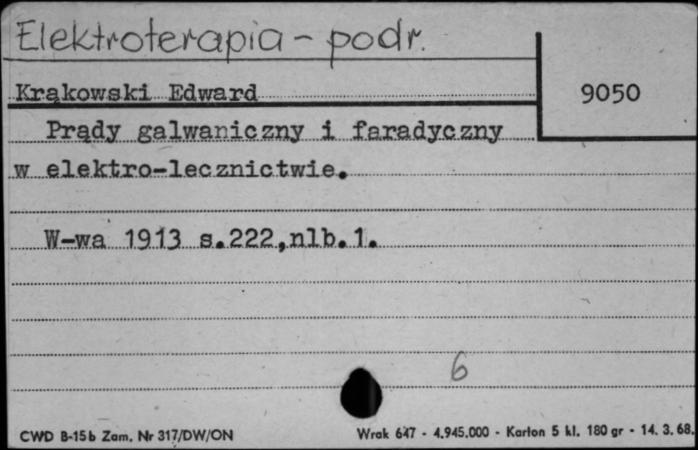 Elektroterapia - podr.
Krąkowski Edward
9050
Prądy galwaniczny i faradyczny
w elektro-lecznictwie.
W-wa 1913 s.222,nlb.1.
6
CWD B-15b Zam. Nr 317/DW/ON
Wrak 647 - 4.945.000 - Karton 5 kl. 180 gr - 14. 3. 68.